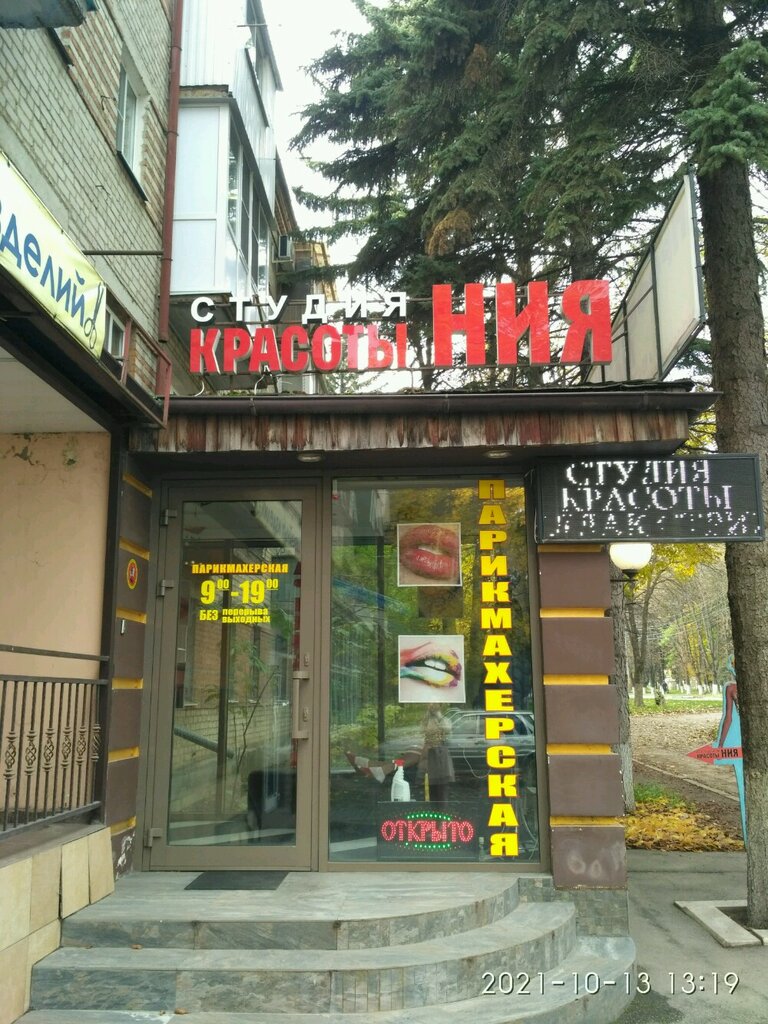 зделий
СТУДИЯ
КРАСОТЫ НИЯ
СТУДИЯ
КРАСОТЫ
ПАРИКМАХЕРСКАЯ
9⁰⁰-19⁰⁰
БЕЗ перерыва
выходных
ПАРИКМАХЕРСКАЯ
ОТКРЫТО
КРАСОТЫ НИЯ
2021-10-13 13:19